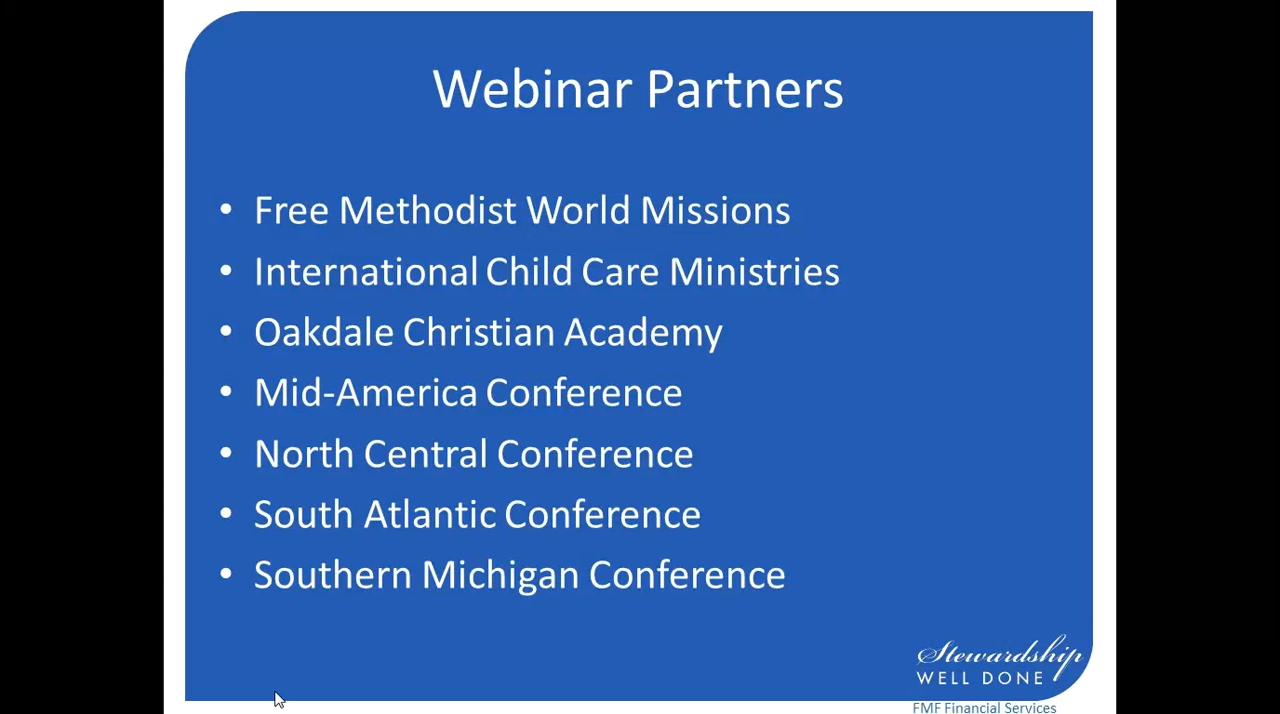 Webinar Partners
• Free Methodist World Missions
• International Child Care Ministries
• Oakdale Christian Academy
• Mid-America Conference
• North Central Conference
• South Atlantic Conference
• Southern Michigan Conference
Stewardship
WELL DONE
FMF Financial Services